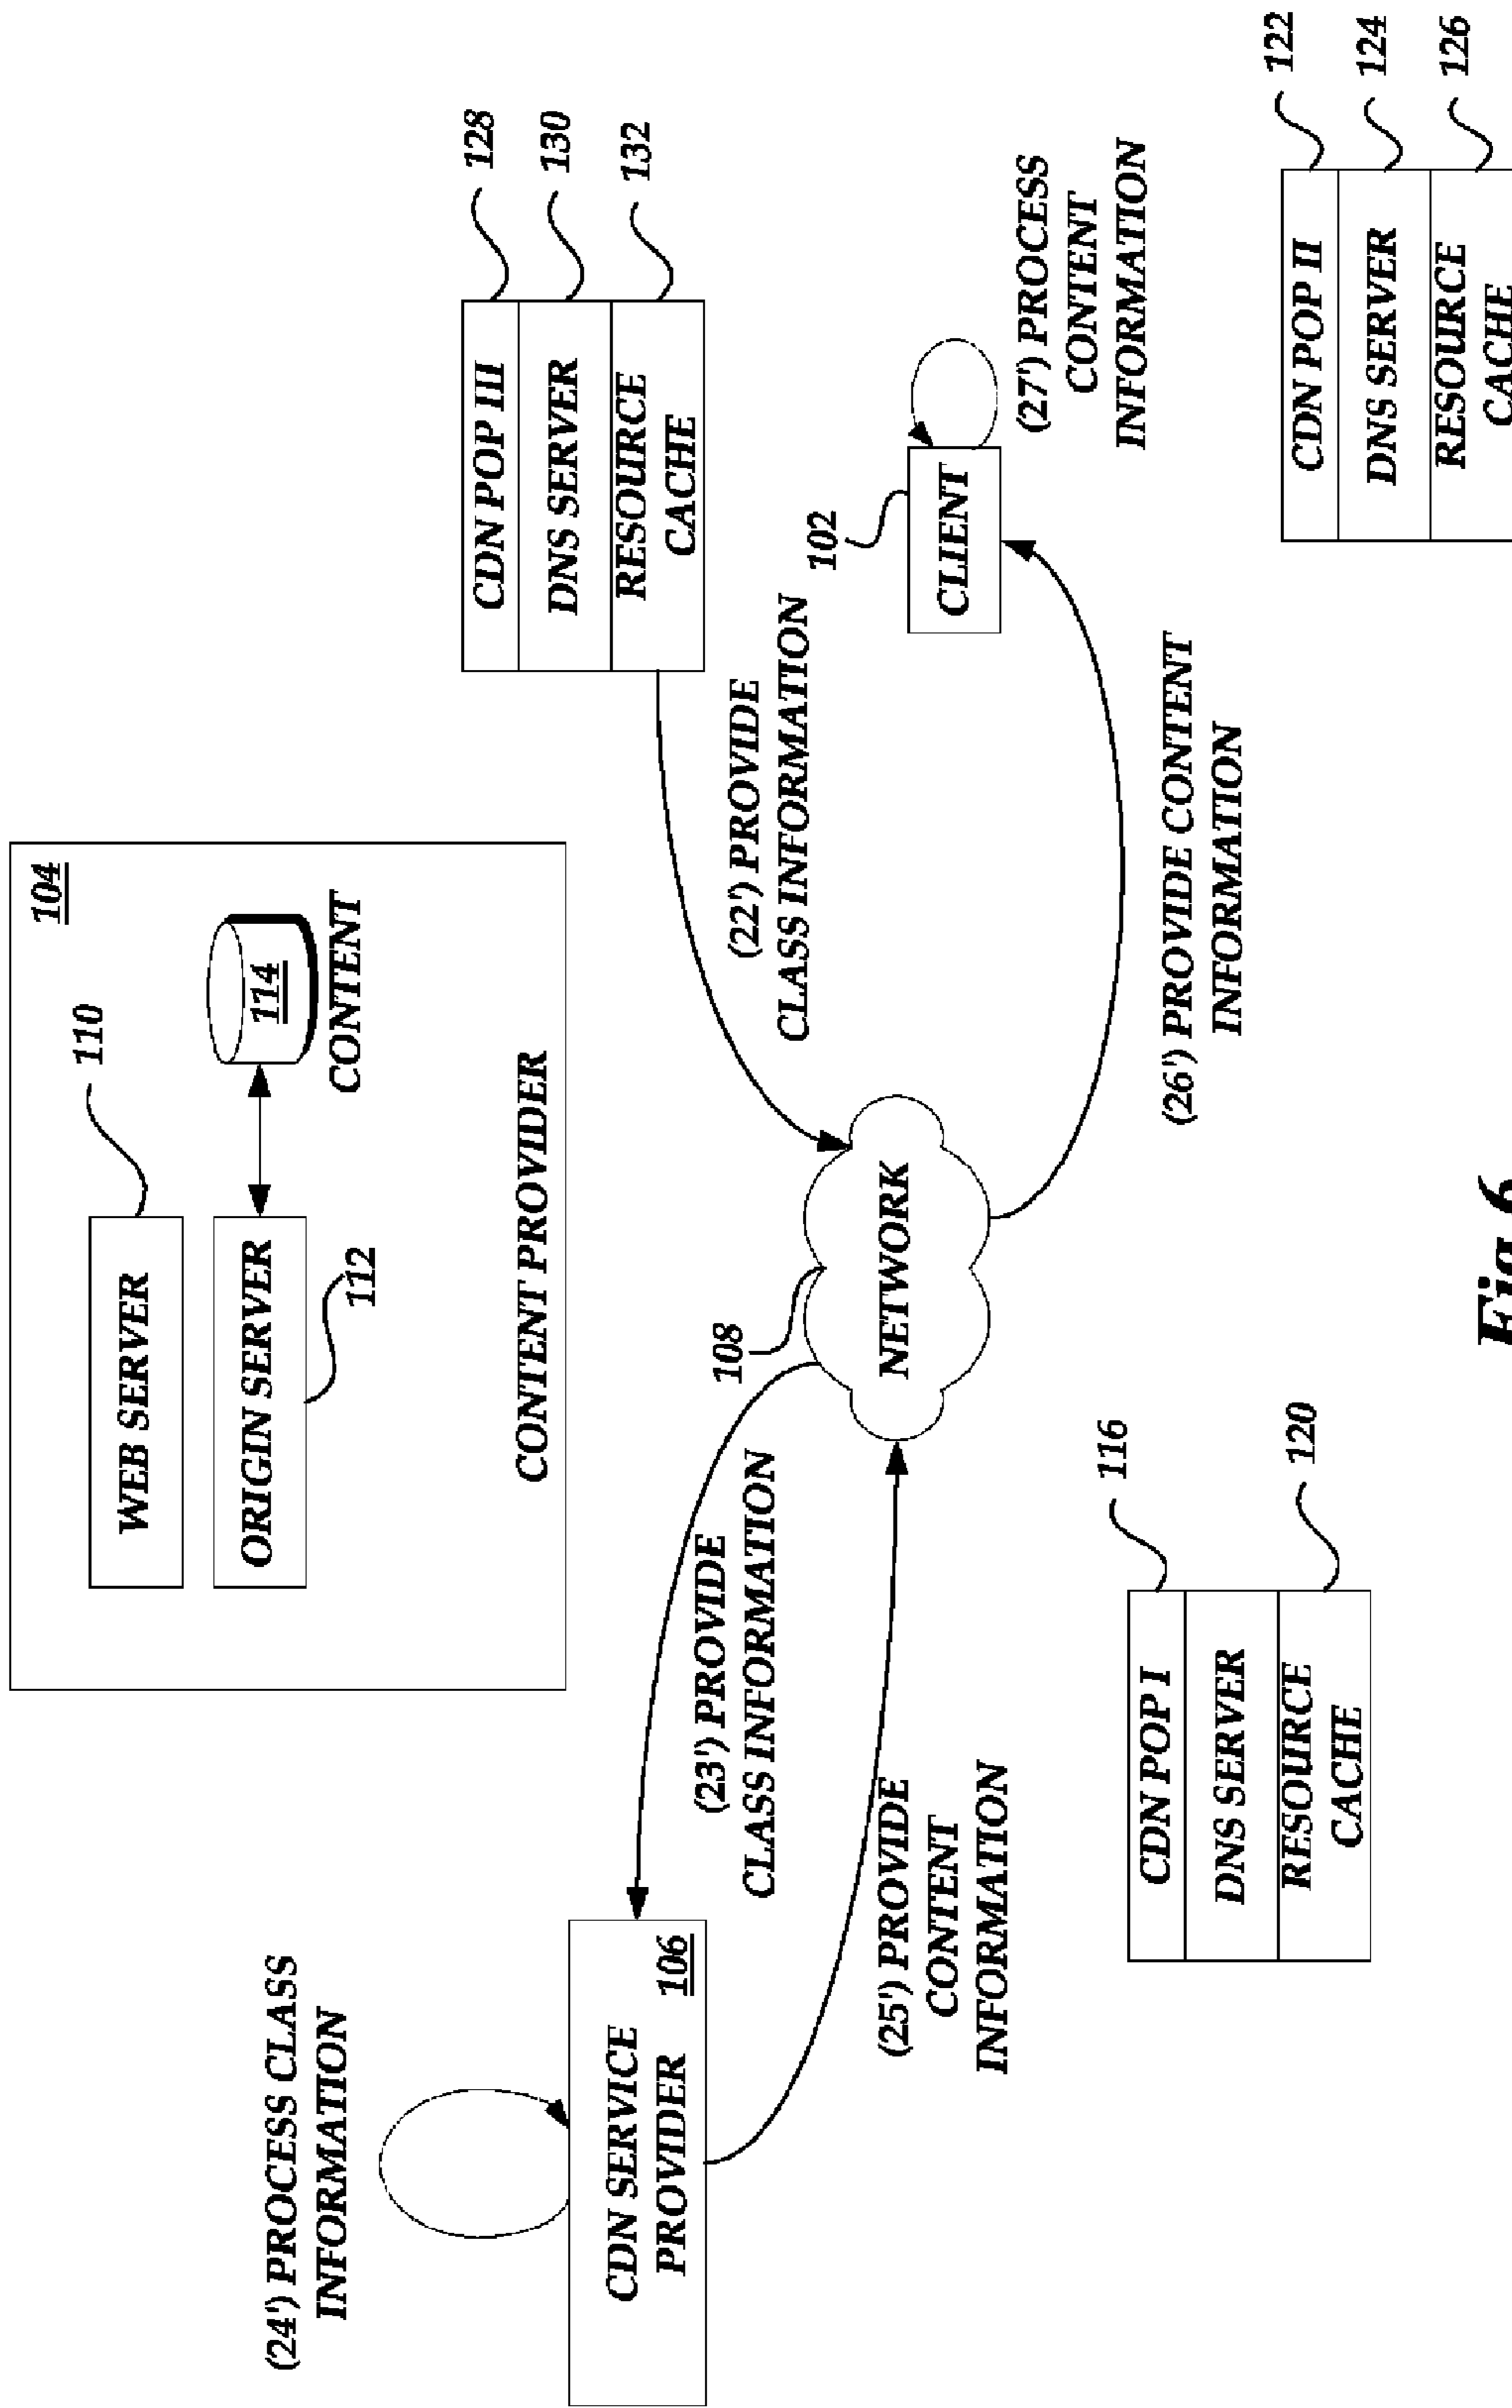 104
WEB SERVER
110
ORIGIN SERVER
112
114
CONTENT
CONTENT PROVIDER
(24') PROCESS CLASS
INFORMATION
CDN SERVICE
PROVIDER
106
(23') PROVIDE
CLASS INFORMATION
108
NETWORK
(25') PROVIDE
CONTENT
INFORMATION
(22') PROVIDE
CLASS INFORMATION
CDN POP III
128
DNS SERVER
130
RESOURCE
CACHE
132
102
CLIENT
(27') PROCESS
CONTENT
INFORMATION
(26') PROVIDE CONTENT
INFORMATION
CDN POP I
116
DNS SERVER
RESOURCE
CACHE
120
CDN POP II
122
DNS SERVER
124
RESOURCE
CACHE
126
Fig.6